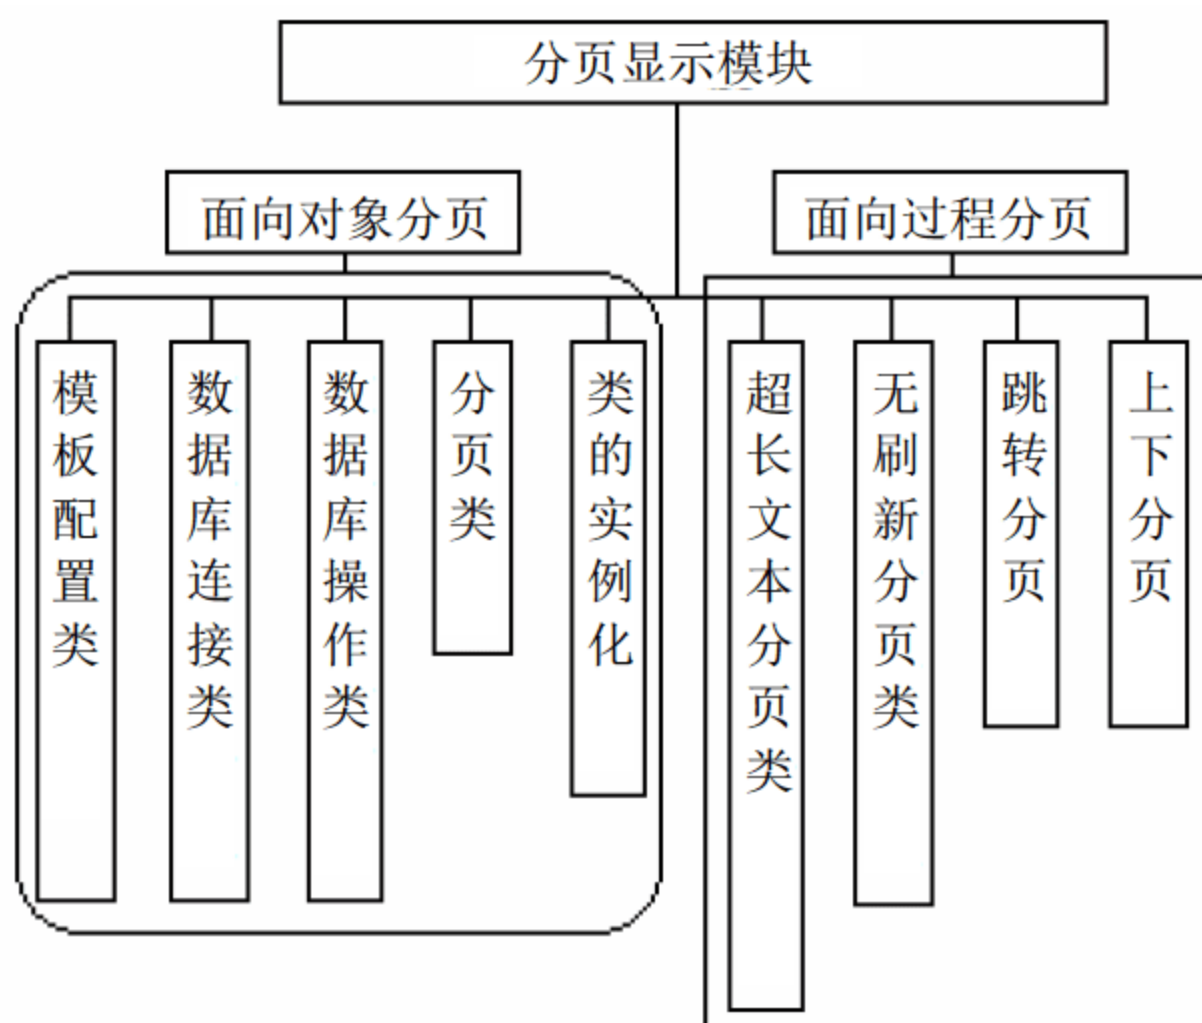 分页显示模块
面向对象分页
面向过程分页
模板配置类
数据库连接类
数据库操作类
分页类
类的实例化
超长文本分页类
无刷新分页类
跳转分页
上下分页